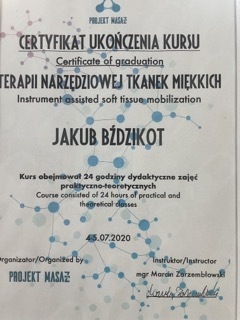 PROJEKT MASAŻ
CERTYFIKAT UKOŃCZENIA KURSU
Certificate of graduation
TERAPII NARZĘDZIOWEJ TKANEK MIĘKKICH
Instrument assisted soft tissue mobilization
JAKUB BŹDZIKOT
Kurs obejmował 24 godziny dydaktyczne zajęć
praktyczno-teoretycznych
Course consisted of 24 hours of practical and
theoretical classes
4-5.07.2020
Organizator/Organized by
Instruktor/Instructor
PROJEKT MASAŻ
mgr Marcin Zarzembłowski